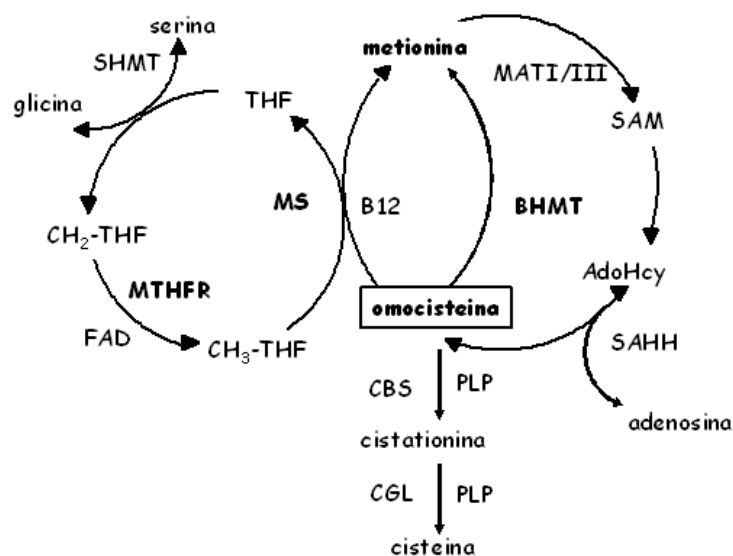 serina
SHMT
glicina
THF
metionina
MATI/III
SAM
MS
B12
BHMT
CH2-THF
MTHFR
FAD
CH3-THF
omocisteina
AdoHcy
SAHH
adenosina
CBS
PLP
cistationina
CGL
PLP
cisteina